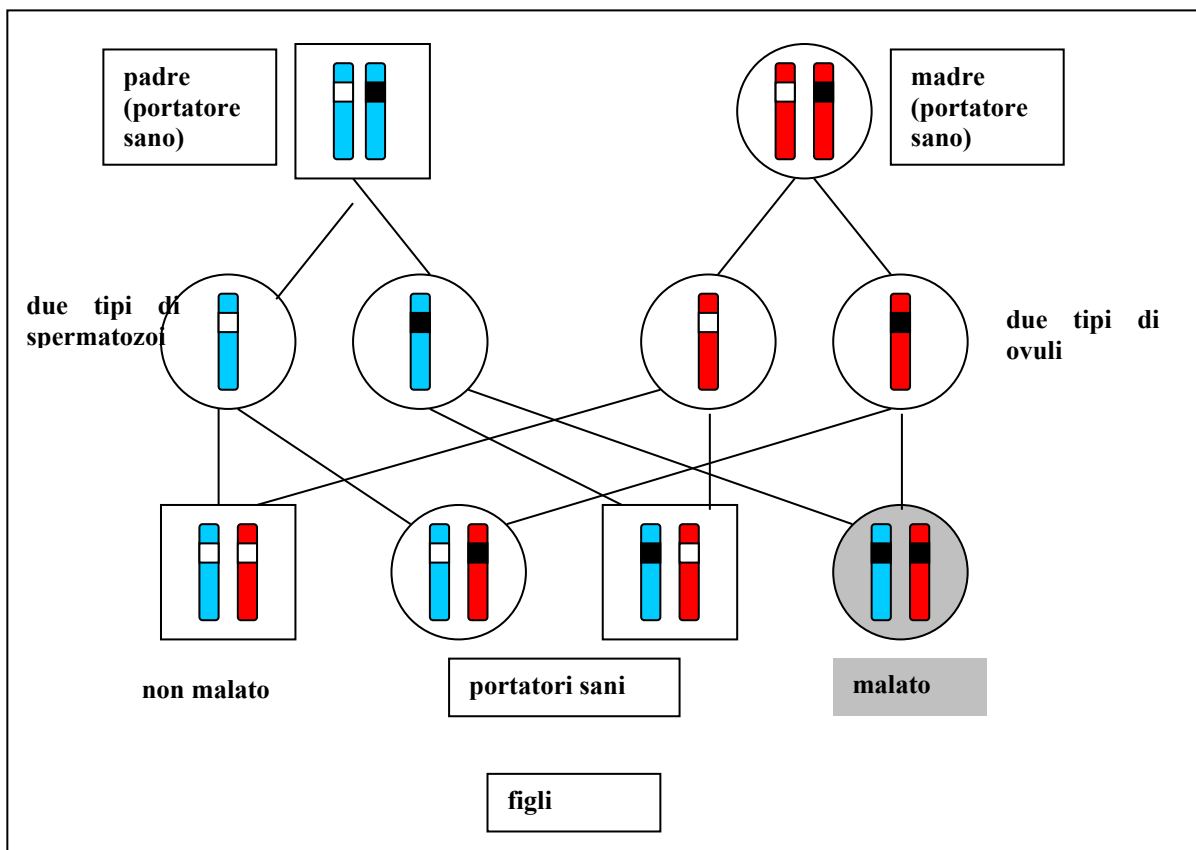 padre
(portatore
sano)
madre
(portatore
sano)
due tipi di
spermatozoi
due tipi di
ovuli
non malato
portatori sani
malato
figli